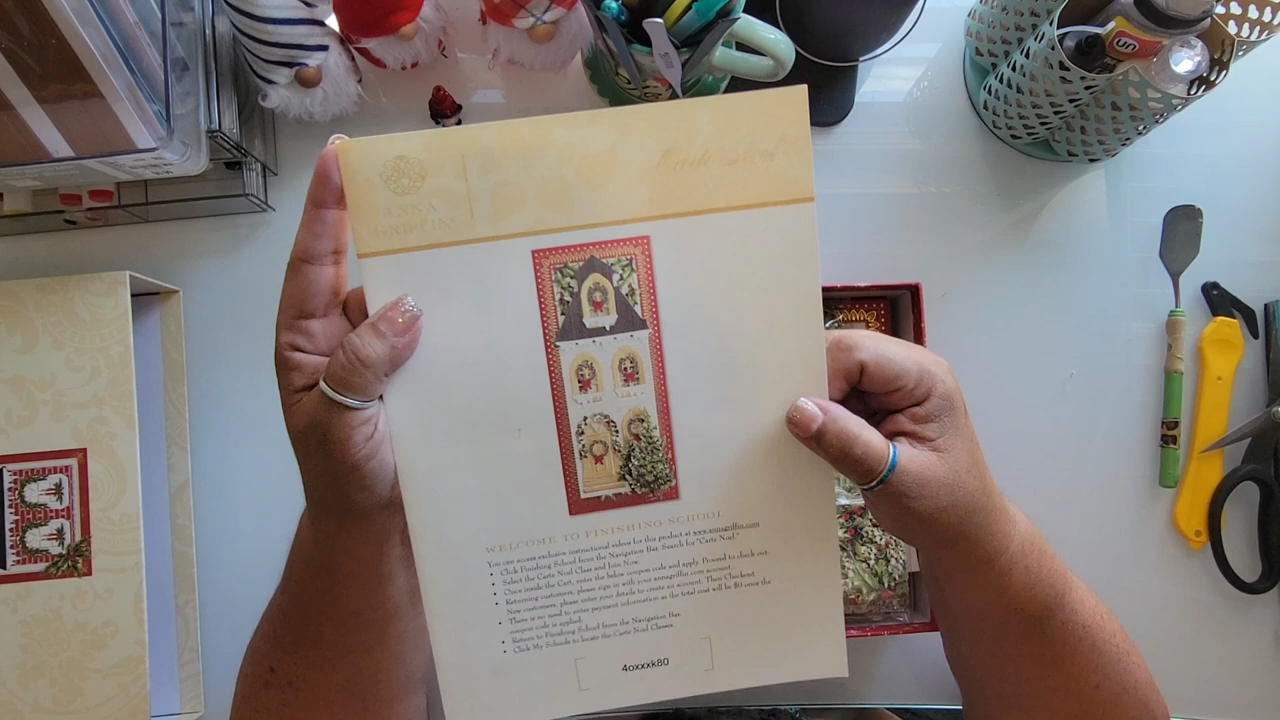 ANNA
GRIFFIN
WELCOME TO FINISHING SCHOOL
You can access exclusive instructional videos for this product at www.annagriffin.com
• Click Finishing School from the Navigation Bar. Search for "Carte Noel."
• Select the Carte Noel Class and Join Now.
• Once inside the Cart, enter the below coupon code and apply. Proceed to check out.
• Returning customers, please sign in with your annagriffin.com account.
New customers, please enter your details to create an account. Then Checkout.
• There is no need to enter payment information as the total cost will be $0 once the
coupon code is applied.
• Return to Finishing School from the Navigation Bar.
• Click My Schools to locate the Carte Noel Classes.
4oxxxk80